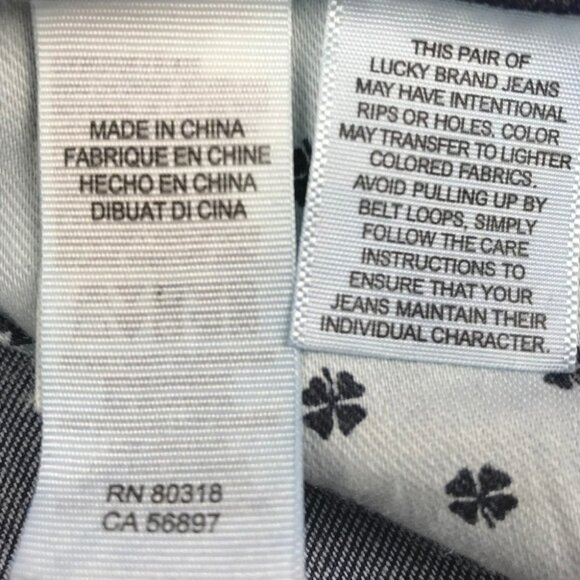 MADE IN CHINA
FABRIQUE EN CHINE
HECHO EN CHINA
DIBUAT DI CINA
RN 80318
CA 56897
THIS PAIR OF
LUCKY BRAND JEANS
MAY HAVE INTENTIONAL
RIPS OR HOLES. COLOR
MAY TRANSFER TO LIGHTER
COLORED FABRICS.
AVOID PULLING UP BY
BELT LOOPS, SIMPLY
FOLLOW THE CARE
INSTRUCTIONS TO
ENSURE THAT YOUR
JEANS MAINTAIN THEIR
INDIVIDUAL CHARACTER.